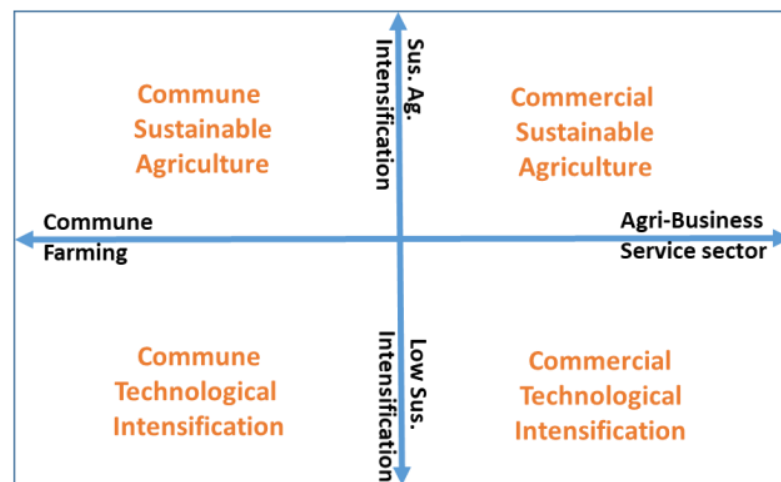 Sus. Ag.
Intensification
Commune
Sustainable
Agriculture
Commercial
Sustainable
Agriculture
Commune
Farming
Agri-Business
Service sector
Low Sus.
Intensification
Commune
Technological
Intensification
Commercial
Technological
Intensification